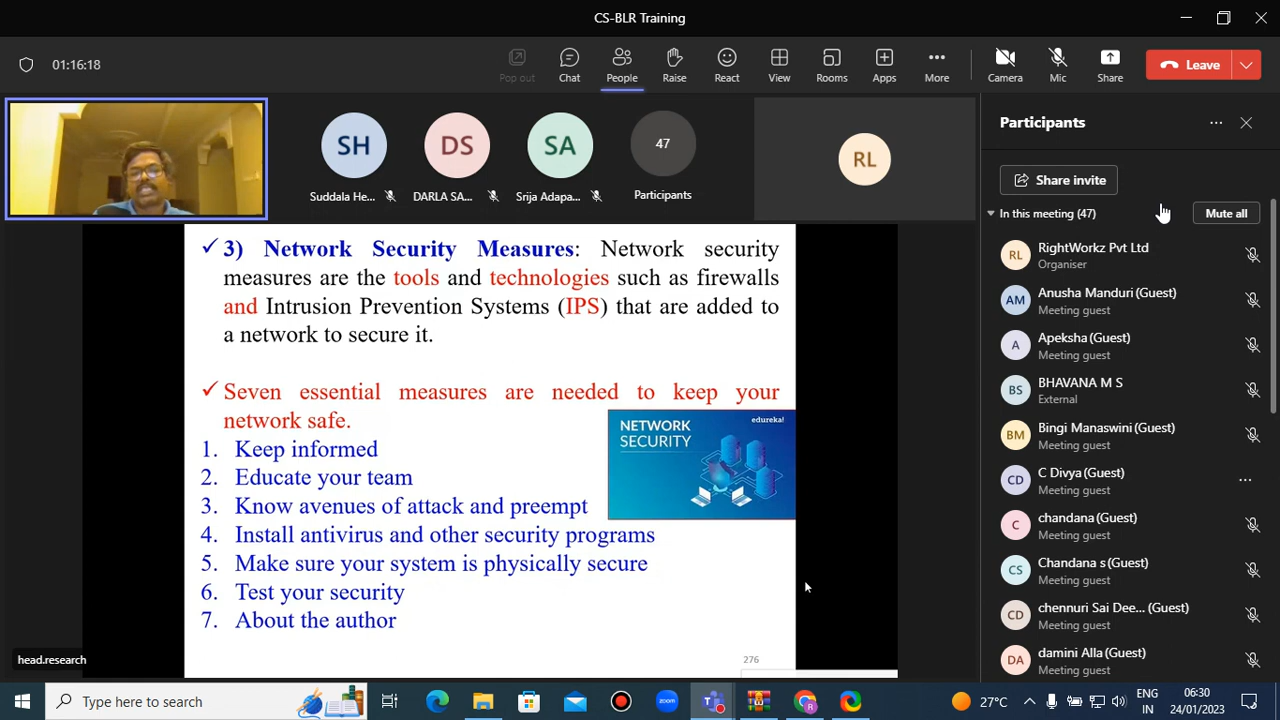 CS-BLR Training
01:16:18
Pop out
Chat
People
Raise
React
View
Rooms
Apps
More
Camera
Mic
Share
Leave
SH
Suddala He...
DS
DARLA SA...
SA
Srija Adapa...
47
Participants
RL
Participants
Share invite
In this meeting (47)
Mute all
RL
RightWorkz Pvt Ltd
Organiser
AM
Anusha Manduri (Guest)
Meeting guest
A
Apeksha (Guest)
Meeting guest
BS
BHAVANA M S
External
BM
Bingi Manaswini (Guest)
Meeting guest
CD
C Divya (Guest)
Meeting guest
C
chandana (Guest)
Meeting guest
CS
Chandana s (Guest)
Meeting guest
CD
chennuri Sai Dee... (Guest)
Meeting guest
DA
damini Alla (Guest)
Meeting guest
3) Network Security Measures: Network security
measures are the tools and technologies such as firewalls
and Intrusion Prevention Systems (IPS) that are added to
a network to secure it.
Seven essential measures are needed to keep your
network safe.
1. Keep informed
2. Educate your team
3. Know avenues of attack and preempt
4. Install antivirus and other security programs
5. Make sure your system is physically secure
6. Test your security
7. About the author
NETWORK
SECURITY
edureka!
276
head.research
Type here to search
zoom
27°C
ENG
IN
06:30
24/01/2023